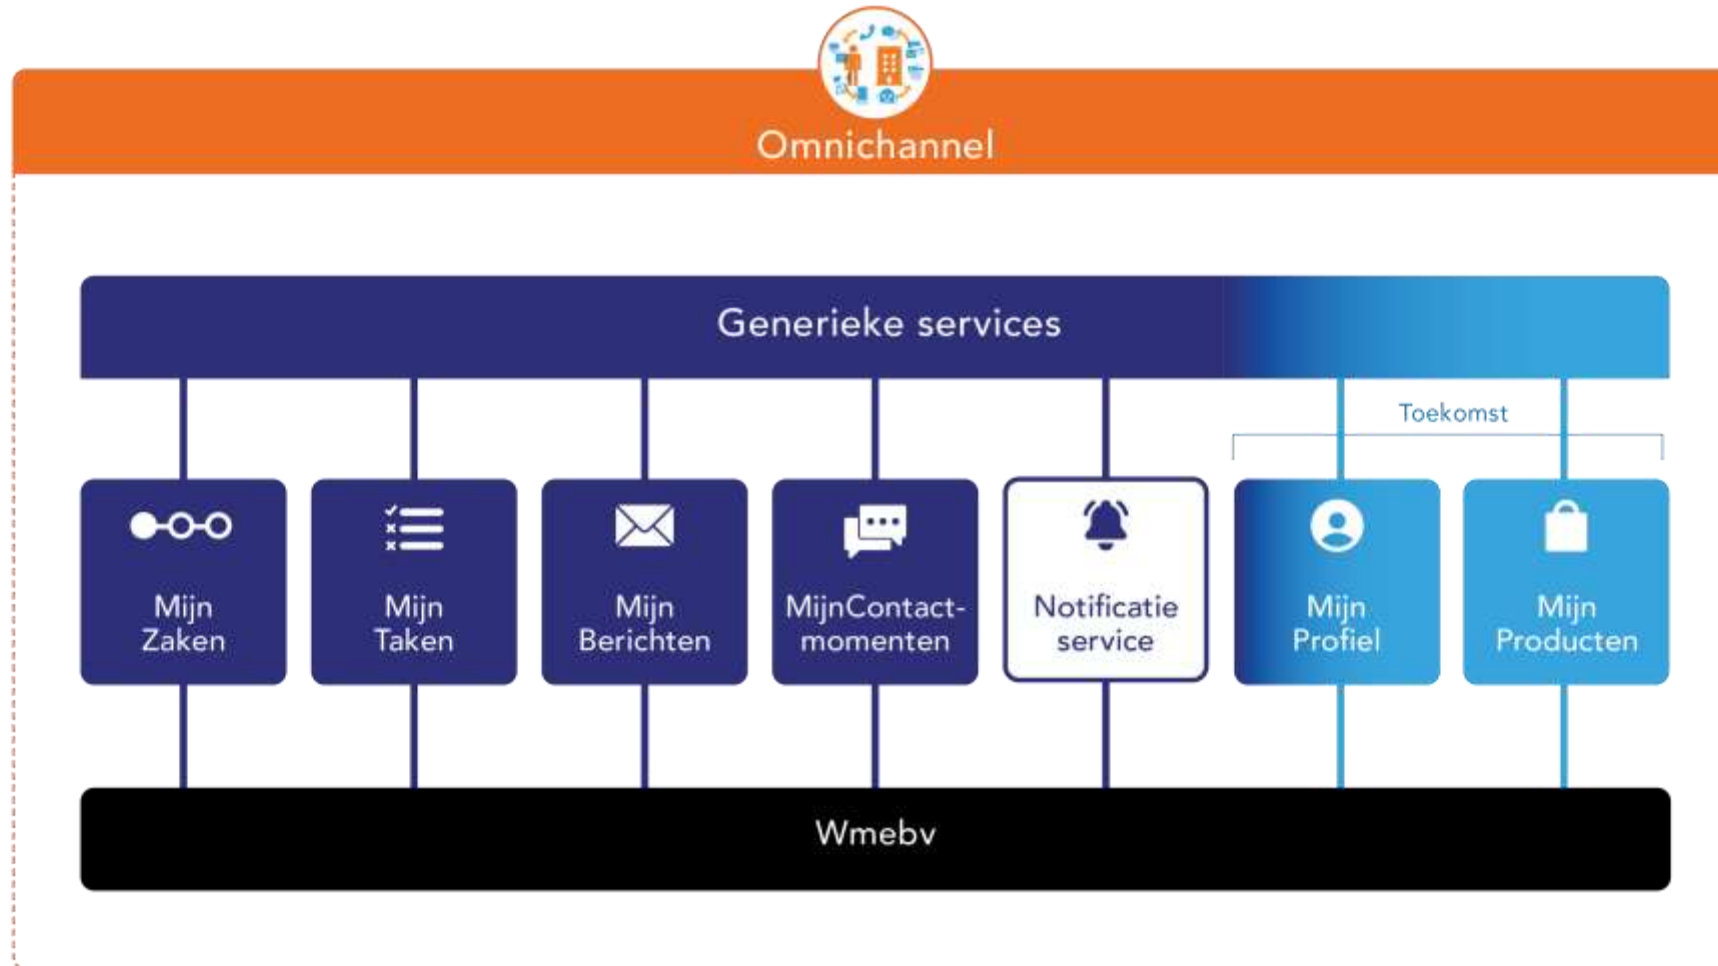 Omnichannel
Generieke services
Toekomst
Mijn
Zaken
Mijn
Taken
Mijn
Berichten
MijnContact-
momenten
Notificatie
service
Mijn
Profiel
Mijn
Producten
Wmebv